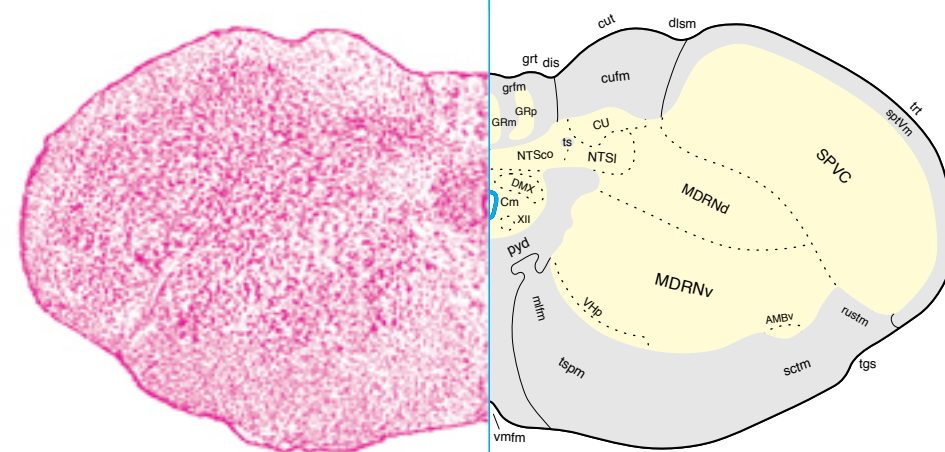 cut
dlsm
grt
dis
cufm
grfm
trt
sptVm
GRp
GRm
CU
ts
NTSco
NTSl
SPVC
DMX
MDRNd
Cm
XII
pyd
MDRNv
mlfm
VHp
AMBv
rustm
tspm
sctm
tgs
vmfm